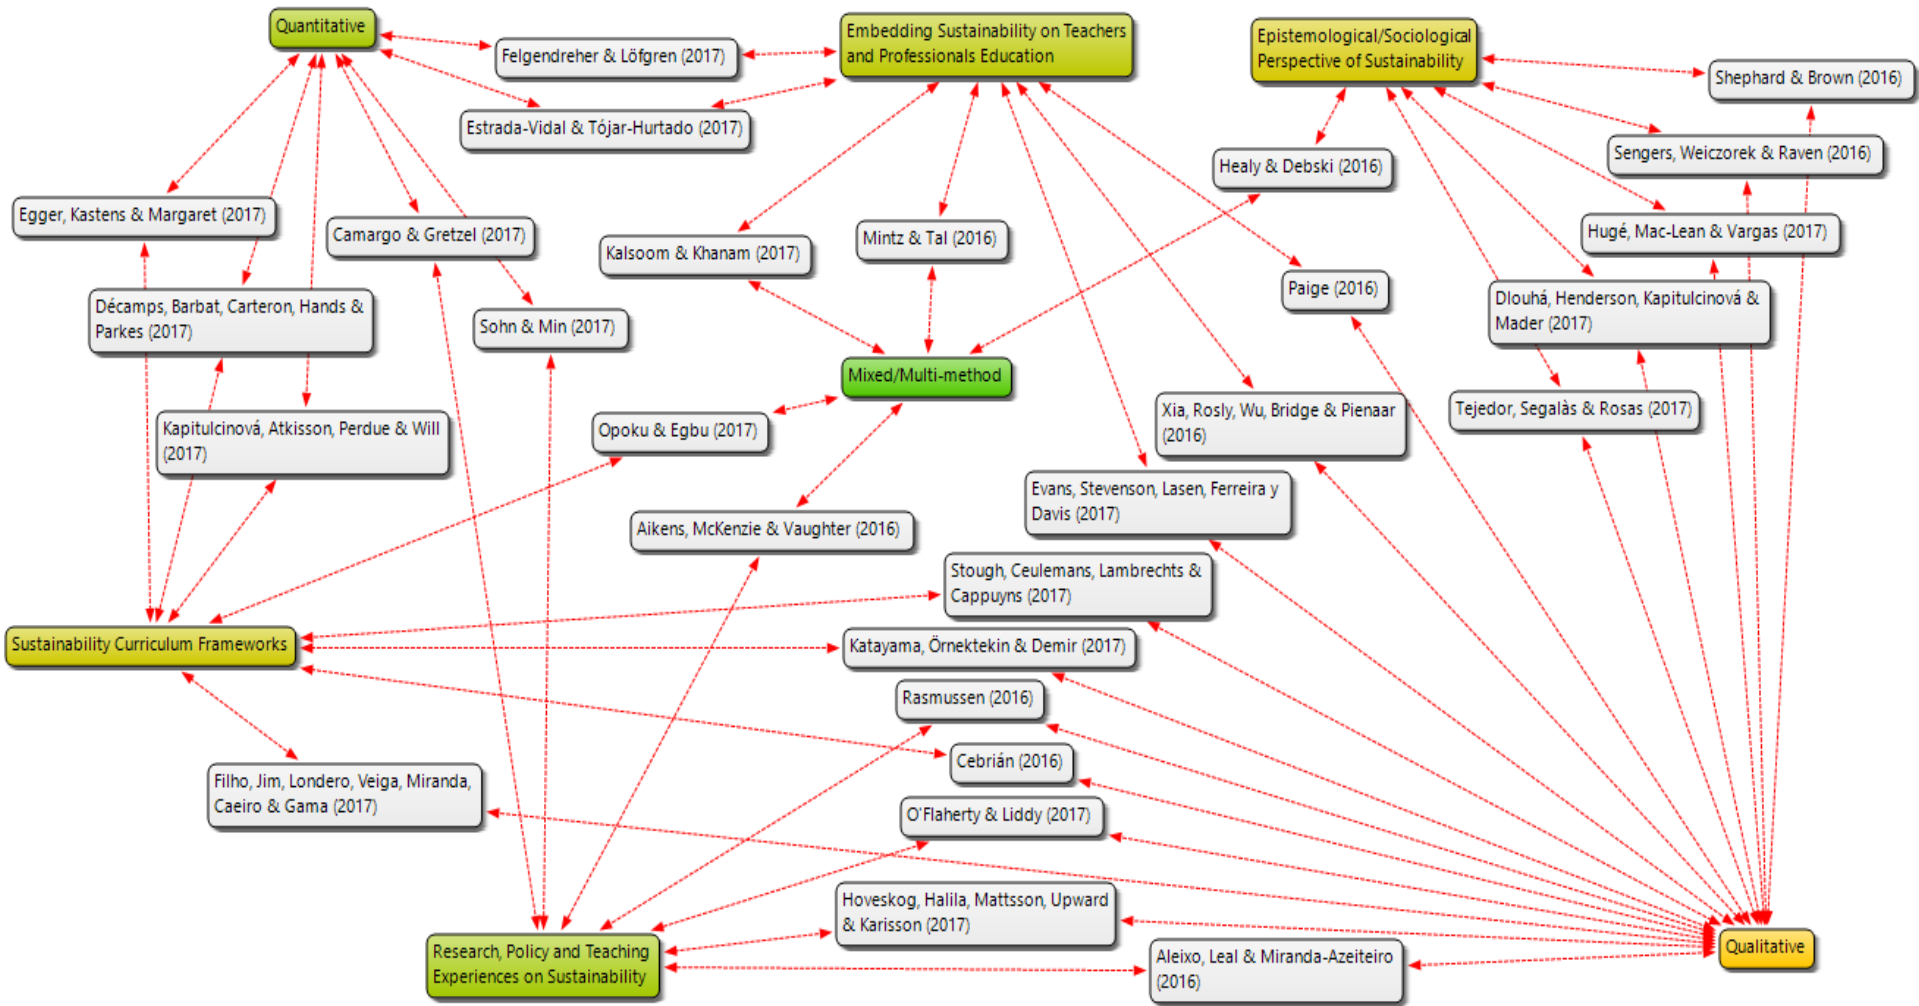 Quantitative
Felgendreher & Löfgren (2017)
Embedding Sustainability on Teachers
and Professionals Education
Epistemological/Sociological
Perspective of Sustainability
Shephard & Brown (2016)
Estrada-Vidal & Tójar-Hurtado (2017)
Sengers, Weiczorek & Raven (2016)
Healy & Debski (2016)
Egger, Kastens & Margaret (2017)
Camargo & Gretzel (2017)
Kalsoom & Khanam (2017)
Mintz & Tal (2016)
Hugé, Mac-Lean & Vargas (2017)
Paige (2016)
Décamps, Barbat, Carteron, Hands &
Parkes (2017)
Sohn & Min (2017)
Dlouhá, Henderson, Kapitulcinová &
Mader (2017)
Mixed/Multi-method
Kapitulcinová, Atkisson, Perdue & Will
(2017)
Opoku & Egbu (2017)
Xia, Rosly, Wu, Bridge & Pienaar
(2016)
Tejedor, Segalàs & Rosas (2017)
Evans, Stevenson, Lasen, Ferreira y
Davis (2017)
Aikens, McKenzie & Vaughter (2016)
Stough, Ceulemans, Lambrechts &
Cappuyns (2017)
Sustainability Curriculum Frameworks
Katayama, Örnektekin & Demir (2017)
Rasmussen (2016)
Cebrián (2016)
Filho, Jim, Londero, Veiga, Miranda,
Caeiro & Gama (2017)
O'Flaherty & Liddy (2017)
Hoveskog, Halila, Mattsson, Upward
& Karisson (2017)
Research, Policy and Teaching
Experiences on Sustainability
Aleixo, Leal & Miranda-Azeiteiro
(2016)
Qualitative